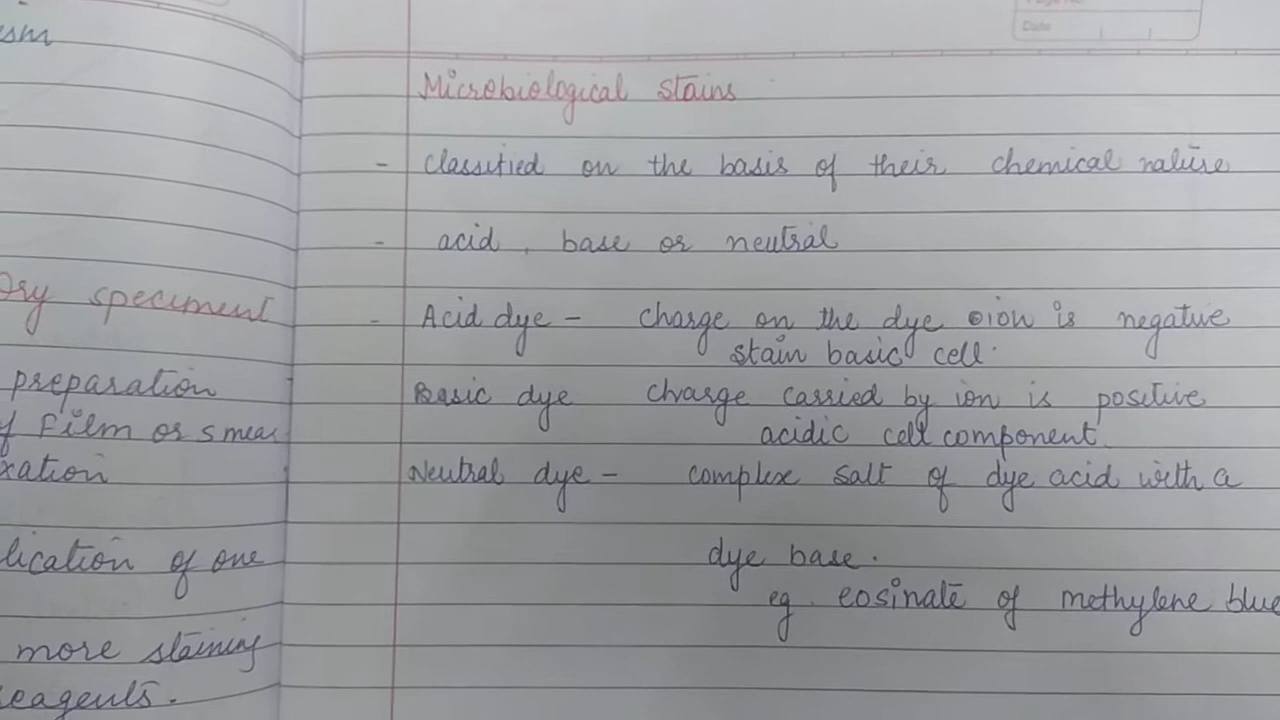 ism
Dry speciment
preparation
of Film or smear
xation
lication of one
more staining
eagents.
Date
Microbiological stains
- classified on the basis of their chemical nature
- acid, base or neutral
- Acid dye - charge on the dye ion is negative
stain basic cell.
Basic dye charge carried by ion is positive
acidic cell component.
Neutral dye - complex salt of dye acid with a
dye base.
eg. eosinate of methylene blue